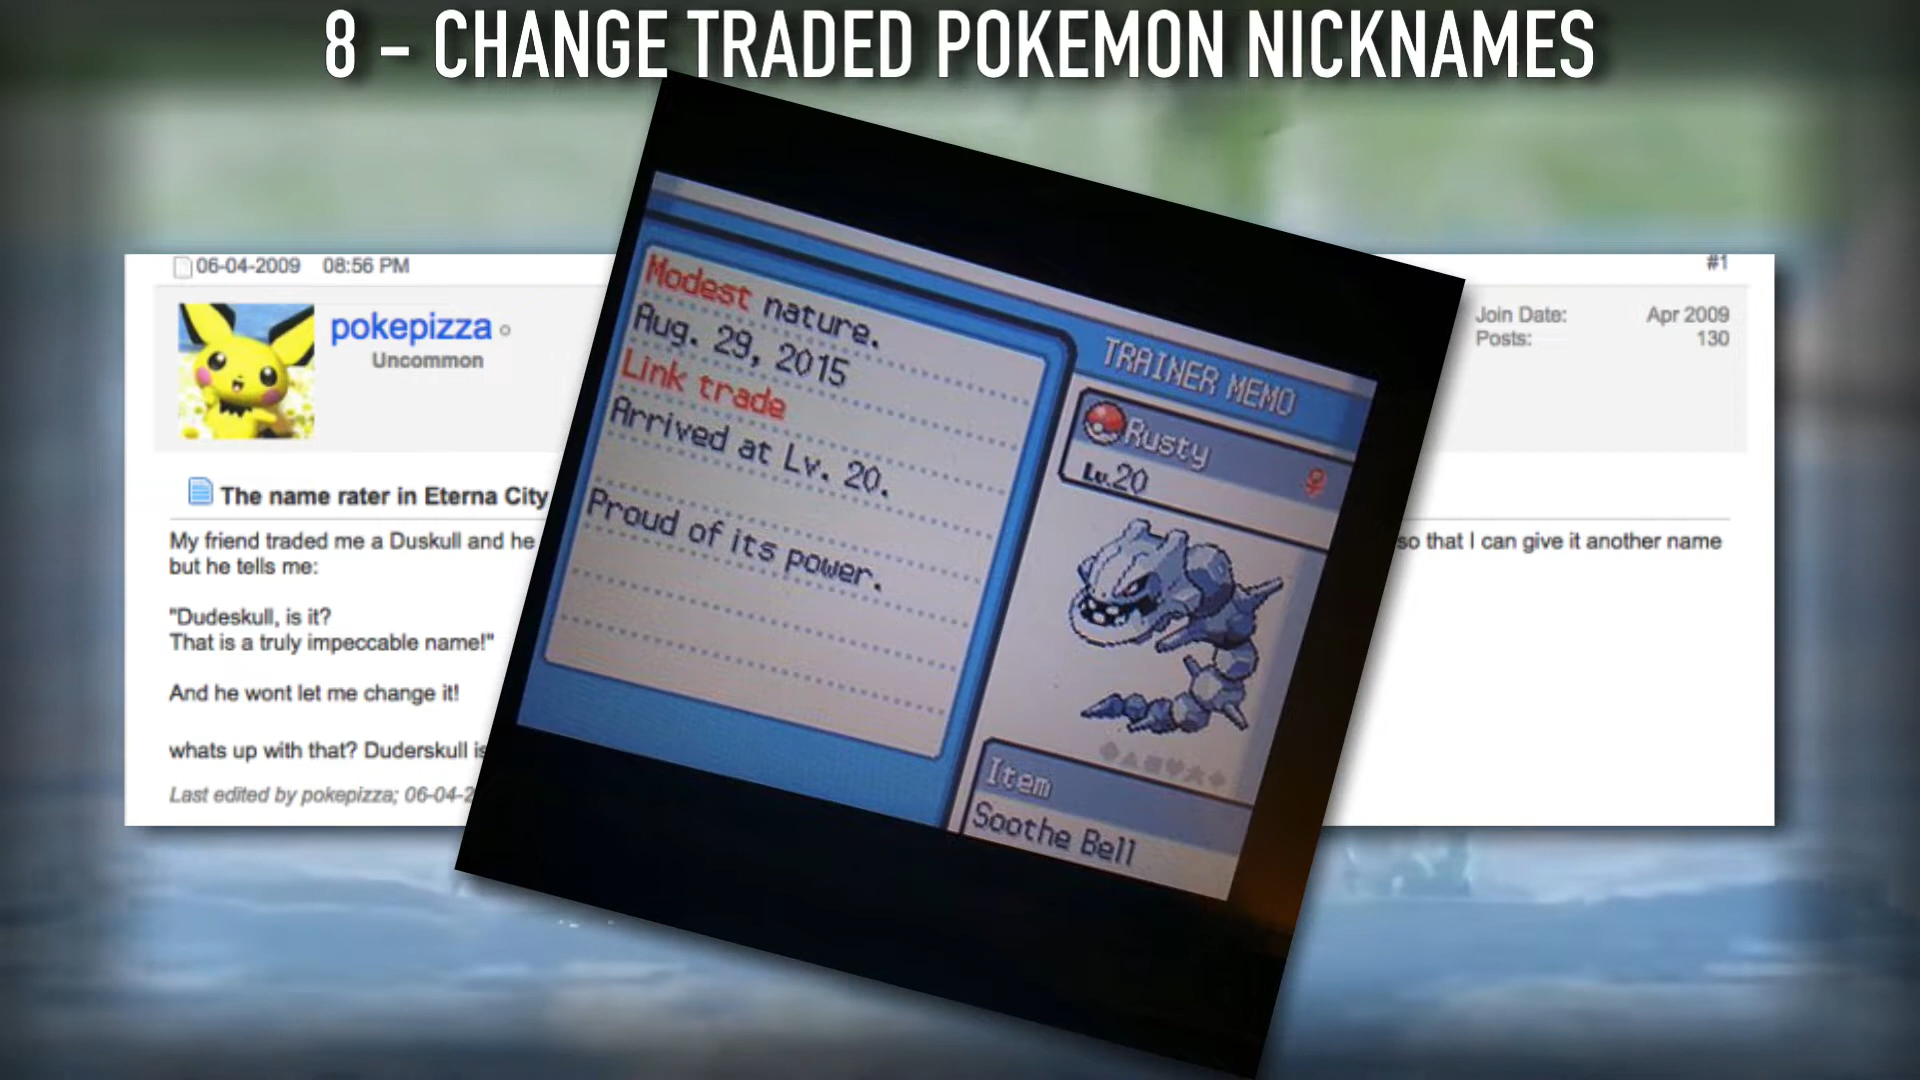 8 - CHANGE TRADED POKEMON NICKNAMES
06-04-2009 08:56 PM
#1
pokepizza
Uncommon
Join Date: Apr 2009
Posts: 130
The name rater in Eterna City
My friend traded me a Duskull and he
so that I can give it another name
but he tells me:
"Dudeskull, is it?
That is a truly impeccable name!"
And he wont let me change it!
whats up with that? Duderskull is
Last edited by pokepizza; 06-04-2
Modest nature.
Aug. 29, 2015
Link trade
Arrived at Lv. 20.
Proud of its power.
TRAINER MEMO
Rusty
Lv.20 ♀
Item
Soothe Bell